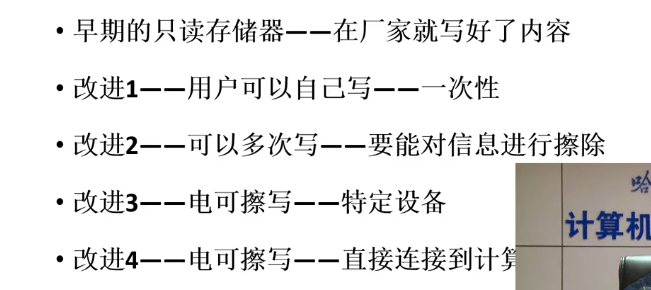 • 早期的只读存储器——在厂家就写好了内容
• 改进1——用户可以自己写——一次性
• 改进2——可以多次写——要能对信息进行擦除
• 改进3——电可擦写——特定设备
哈
计算机
• 改进4——电可擦写——直接连接到计算